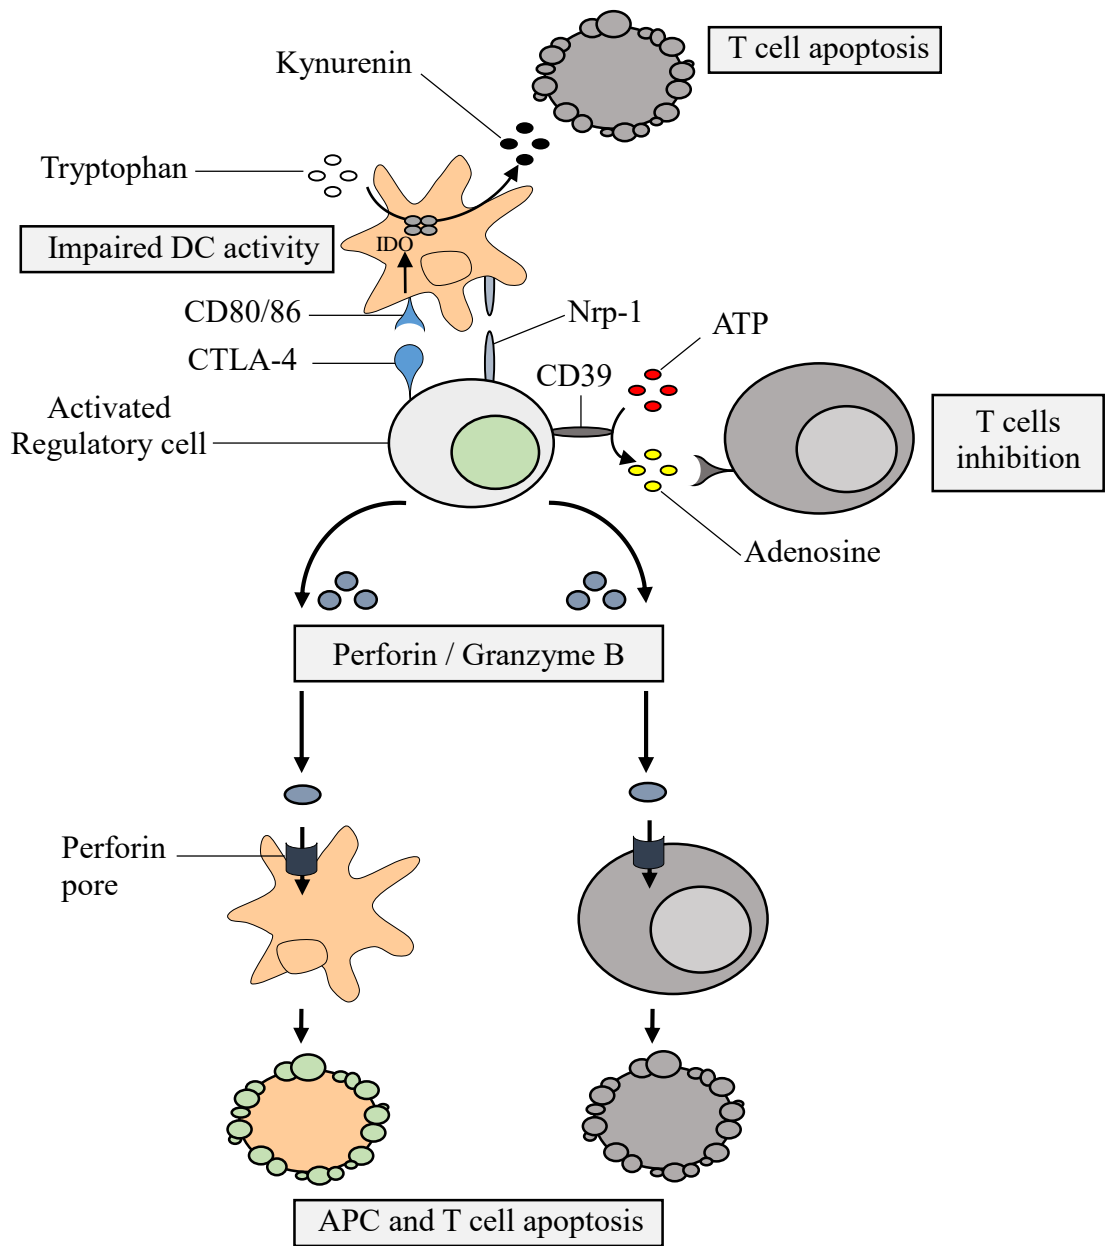 T cell apoptosis
Kynurenin
Tryptophan
Impaired DC activity
IDO
CD80/86
Nrp-1
ATP
CTLA-4
CD39
Activated
Regulatory cell
T cells
inhibition
Adenosine
Perforin / Granzyme B
Perforin
pore
APC and T cell apoptosis